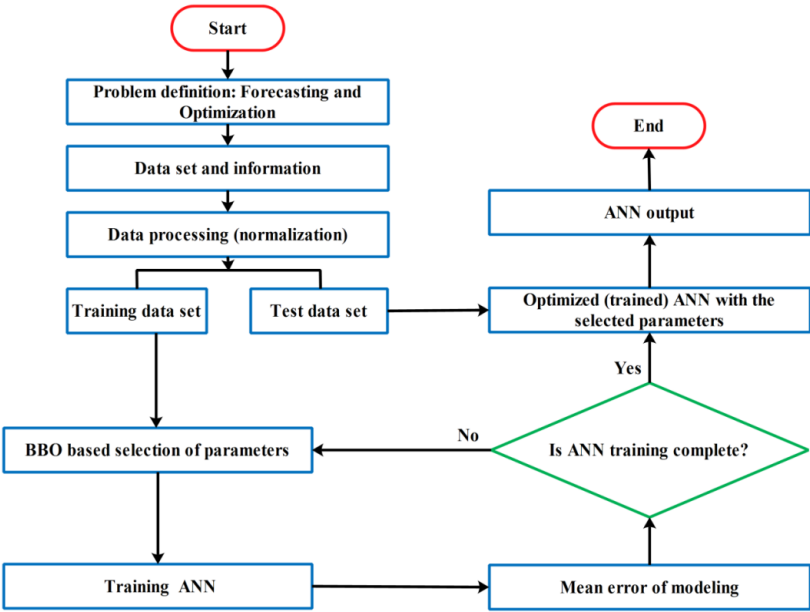 Start
Problem definition: Forecasting and
Optimization
Data set and information
Data processing (normalization)
Training data set
Test data set
End
ANN output
Optimized (trained) ANN with the
selected parameters
Yes
No
Is ANN training complete?
BBO based selection of parameters
Training ANN
Mean error of modeling